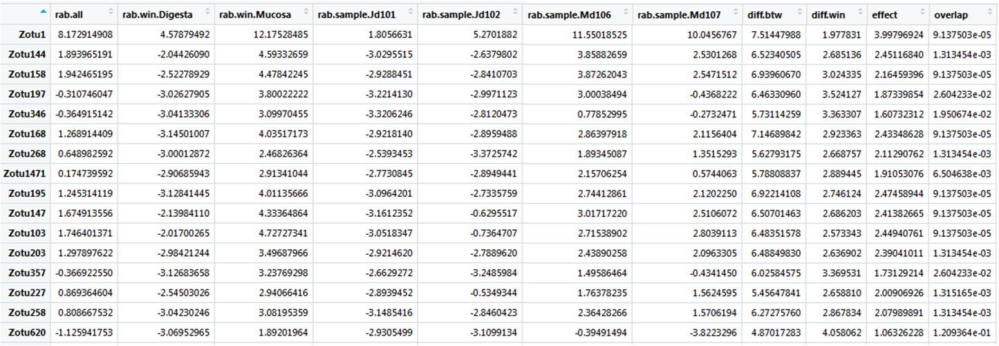 rab.all rab.win.Digesta rab.win.Mucosa rab.sample.Jd101 rab.sample.Jd102 rab.sample.Md106 rab.sample.Md107 diff.btw diff.win effect overlap
Zotu1 8.172914908 4.57879492 12.17528485 1.8056631 5.2701882 11.55018525 10.0456767 7.51447988 1.977831 3.99796924 9.137503e-05
Zotu144 1.893965191 -2.04426090 4.59332659 -3.0295515 -2.6379802 3.85882659 2.5301268 6.52340505 2.685136 2.45116840 1.313454e-03
Zotu158 1.942465195 -2.52278929 4.47842245 -2.9288451 -2.8410703 3.87262043 2.5471512 6.93960670 3.024335 2.16459396 9.137503e-05
Zotu197 -0.310746047 -3.02627905 3.80022222 -3.2214130 -2.9971123 3.00038494 -0.4368222 6.46330960 3.524127 1.87339854 2.604233e-02
Zotu346 -0.364915142 -3.04133306 3.09970455 -3.3206246 -2.8120473 0.77852995 -0.2732471 5.73114259 3.363307 1.60732312 1.950674e-02
Zotu168 1.268914409 -3.14501007 4.03517173 -2.9218140 -2.8959488 2.86397918 2.1156404 7.14689842 2.923363 2.43348628 9.137503e-05
Zotu268 0.648982592 -3.00012872 2.46826364 -2.5393453 -3.3725742 1.89345087 1.3515293 5.62793175 2.668757 2.11290762 1.313454e-03
Zotu1471 0.174739592 -2.90685943 2.91341044 -2.7730845 -2.8949441 2.15706254 0.5744063 5.78808837 2.889445 1.91053076 6.504638e-03
Zotu195 1.245314119 -3.12841445 4.01135666 -3.0964201 -2.7335759 2.74412861 2.1202250 6.92214108 2.746124 2.47458944 9.137503e-05
Zotu147 1.674913556 -2.13984110 4.33364864 -3.1612352 -0.6295517 3.01717220 2.5106072 6.50701463 2.686203 2.41382665 9.137503e-05
Zotu103 1.746401371 -2.01700265 4.72727341 -3.0518347 -0.7364707 2.71538902 2.8039113 6.48351578 2.573343 2.44940761 9.137503e-05
Zotu203 1.297897622 -2.98421244 3.49687966 -2.9214620 -2.7889620 2.43890258 2.0963305 6.48849830 2.636902 2.39041011 1.313454e-03
Zotu357 -0.366922550 -3.12683658 3.23769298 -2.6629272 -3.2485984 1.49586464 -0.4341450 6.02584575 3.369531 1.73129214 2.604233e-02
Zotu227 0.869364604 -2.54503026 2.94066416 -2.8939452 -0.5349344 1.76378235 1.5624595 5.45647841 2.658810 2.00906926 1.315165e-03
Zotu258 0.808667532 -3.04230246 3.08195359 -3.1485416 -2.8460423 2.36428266 1.5706194 6.27275760 2.867834 2.07989891 1.313454e-03
Zotu620 -1.125941753 -3.06952965 1.89201964 -2.9305499 -3.1099134 -0.39491494 -3.8223296 4.87017283 4.058062 1.06326228 1.209364e-01